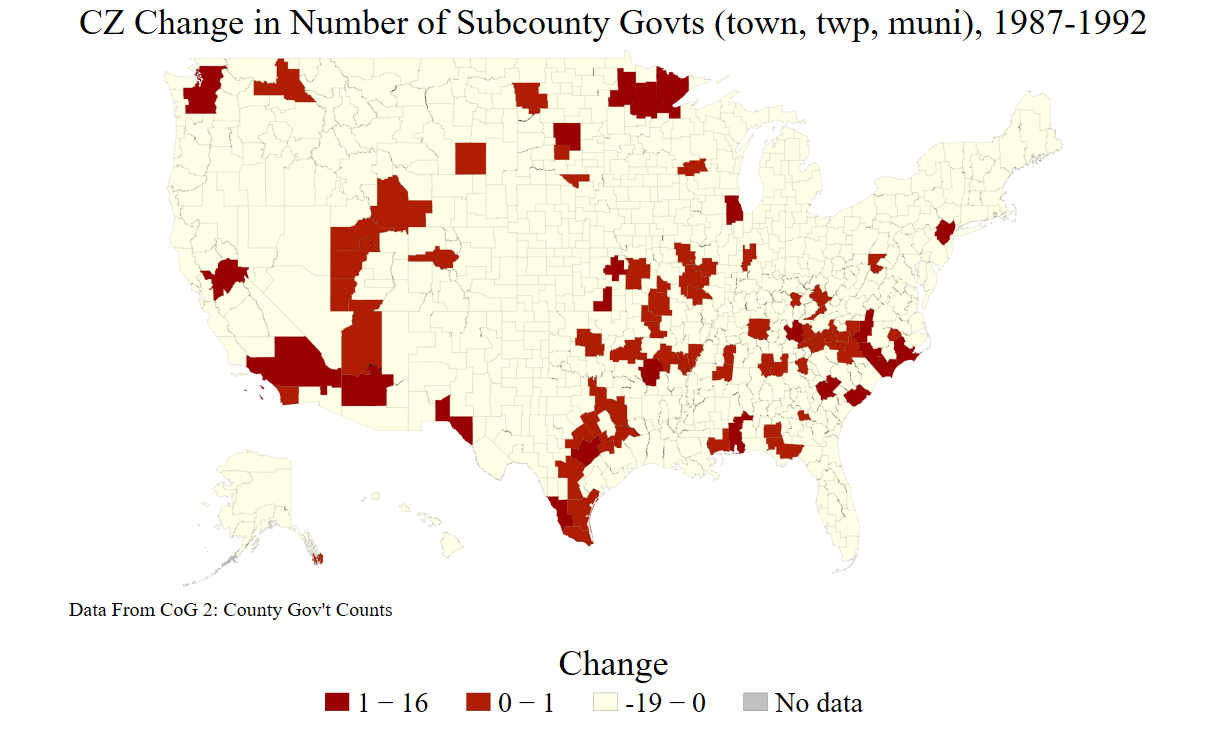 CZ Change in Number of Subcounty Govts (town, twp, muni), 1987-1992
Data From CoG 2: County Gov't Counts
Change
1 − 16 0 − 1 -19 − 0 No data